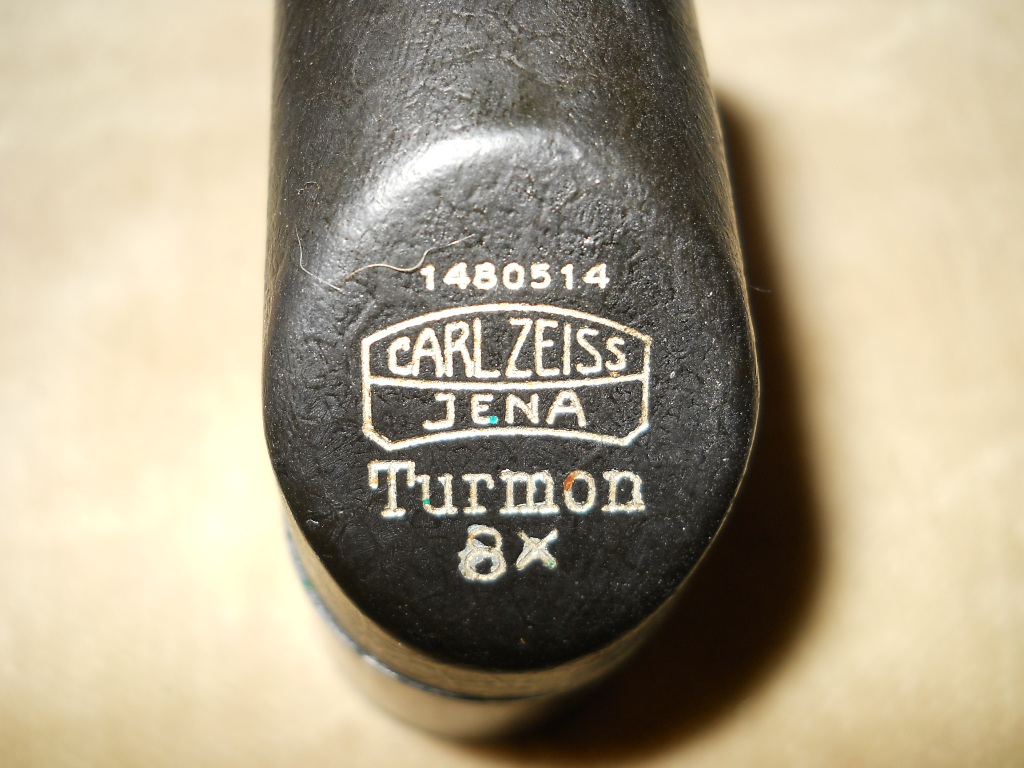 1480514
CARL ZEISS
JENA
Turmon
8x